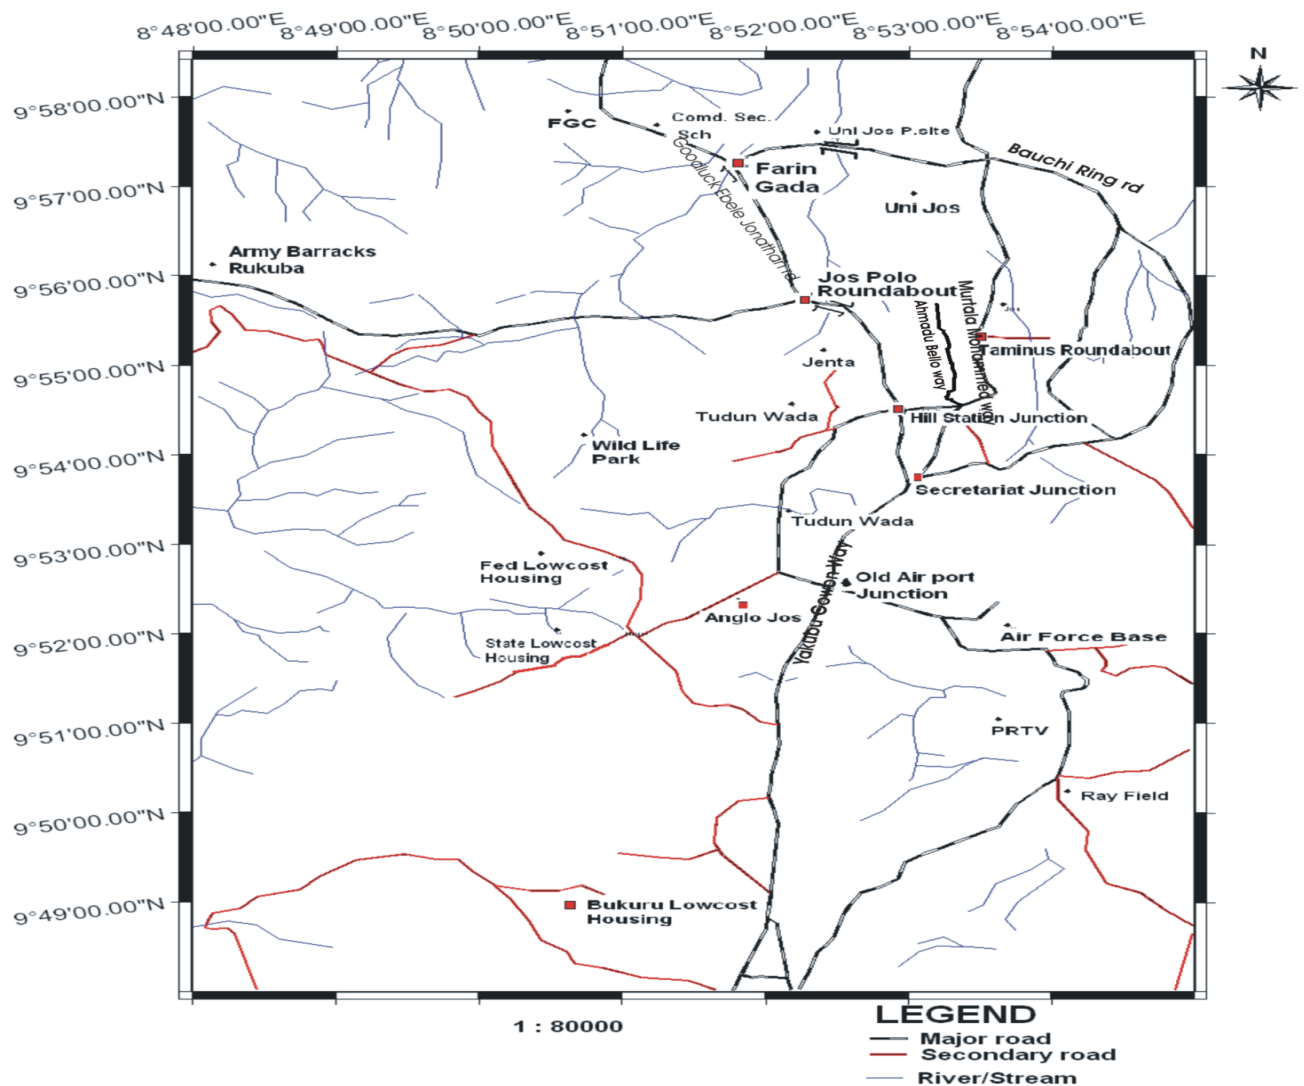 8°48'00.00"E 8°49'00.00"E 8°50'00.00"E 8°51'00.00"E 8°52'00.00"E 8°53'00.00"E 8°54'00.00"E
N
9°58'00.00"N
9°57'00.00"N
9°56'00.00"N
9°55'00.00"N
9°54'00.00"N
9°53'00.00"N
9°52'00.00"N
9°51'00.00"N
9°50'00.00"N
9°49'00.00"N
FGC
Comd. Sec.
Sch
Uni Jos P.site
Bauchi Ring rd
Farin
Gada
Goodluck Ebele Jonathan rd
Uni Jos
Army Barracks
Rukuba
Jos Polo
Roundabout
Ahmadu Bello way
Murtala Mohammed way
Taminus Roundabout
Jenta
Tudun Wada
Hill Station Junction
Wild Life
Park
Secretariat Junction
Tudun Wada
Fed Lowcost
Housing
Yakubu Gowon Way
Old Air port
Junction
Anglo Jos
Air Force Base
State Lowcost
Housing
PRTV
Ray Field
Bukuru Lowcost
Housing
1 : 80000
LEGEND
Major road
Secondary road
River/Stream